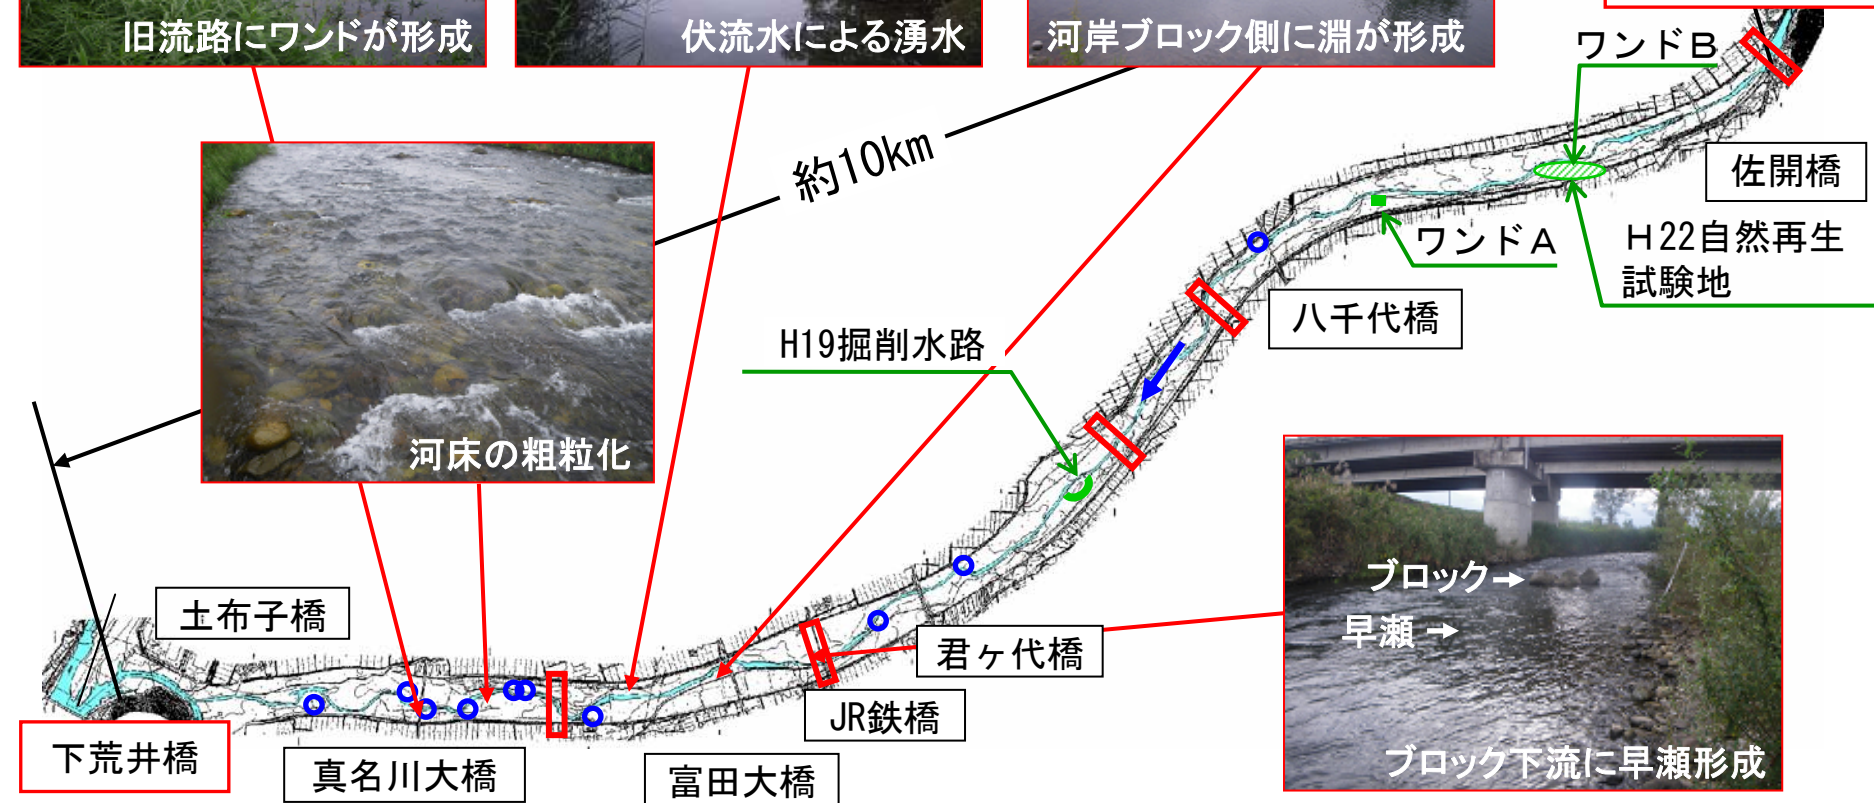 旧流路にワンドが形成
伏流水による湧水
河岸ブロック側に淵が形成
ワンドB
約10km
佐開橋
ワンドA
H22自然再生
試験地
八千代橋
H19掘削水路
河床の粗粒化
ブロック→
早瀬→
土布子橋
君ヶ代橋
JR鉄橋
下荒井橋
真名川大橋
富田大橋
ブロック下流に早瀬形成